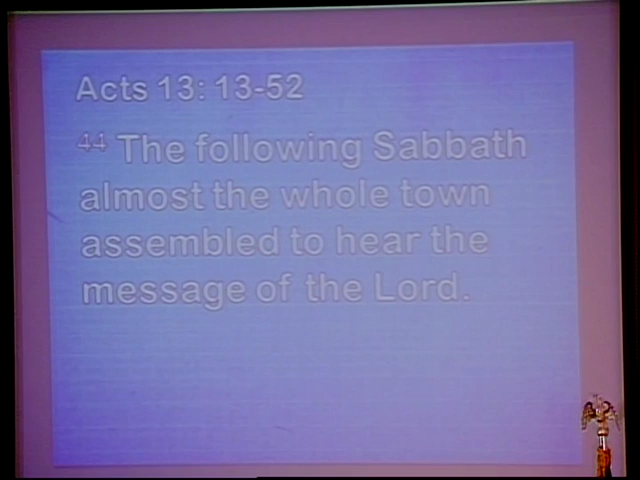 Acts 13: 13-52
44 The following Sabbath
almost the whole town
assembled to hear the
message of the Lord.